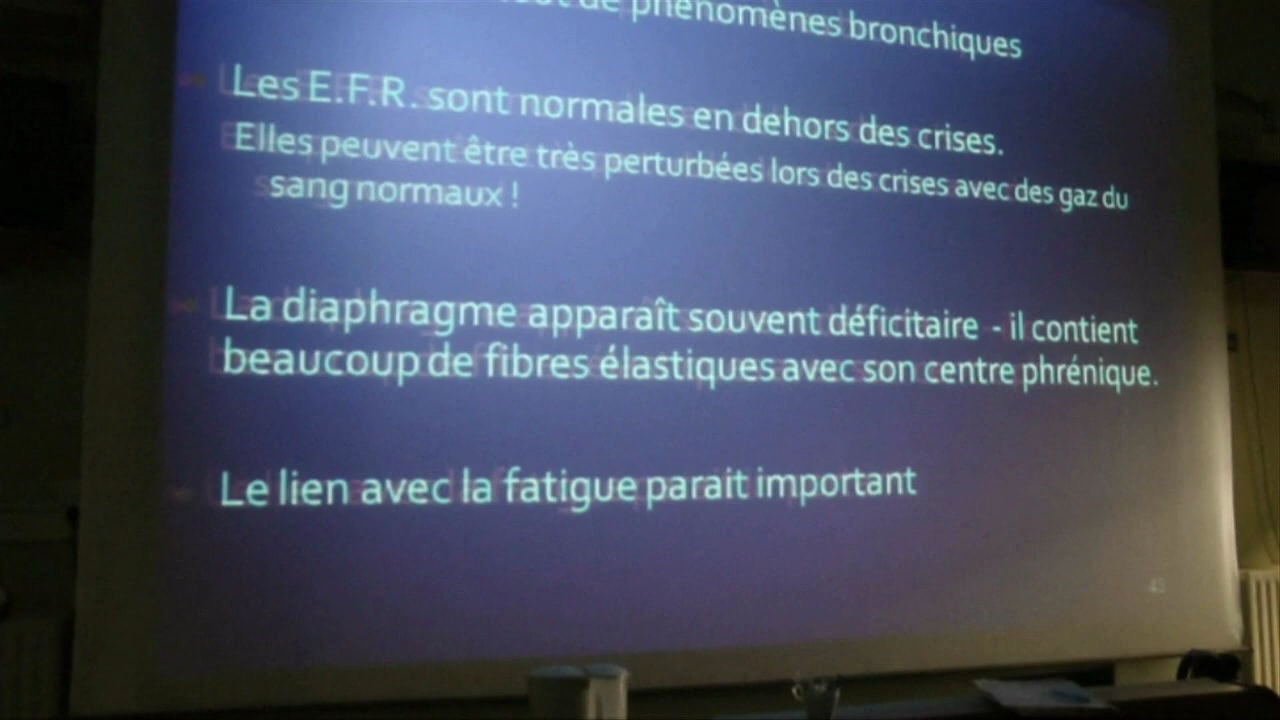 de phénomènes bronchiques
Les E.F.R. sont normales en dehors des crises.
Elles peuvent être très perturbées lors des crises avec des gaz du
sang normaux !
La diaphragme apparaît souvent déficitaire - il contient
beaucoup de fibres élastiques avec son centre phrénique.
Le lien avec la fatigue parait important